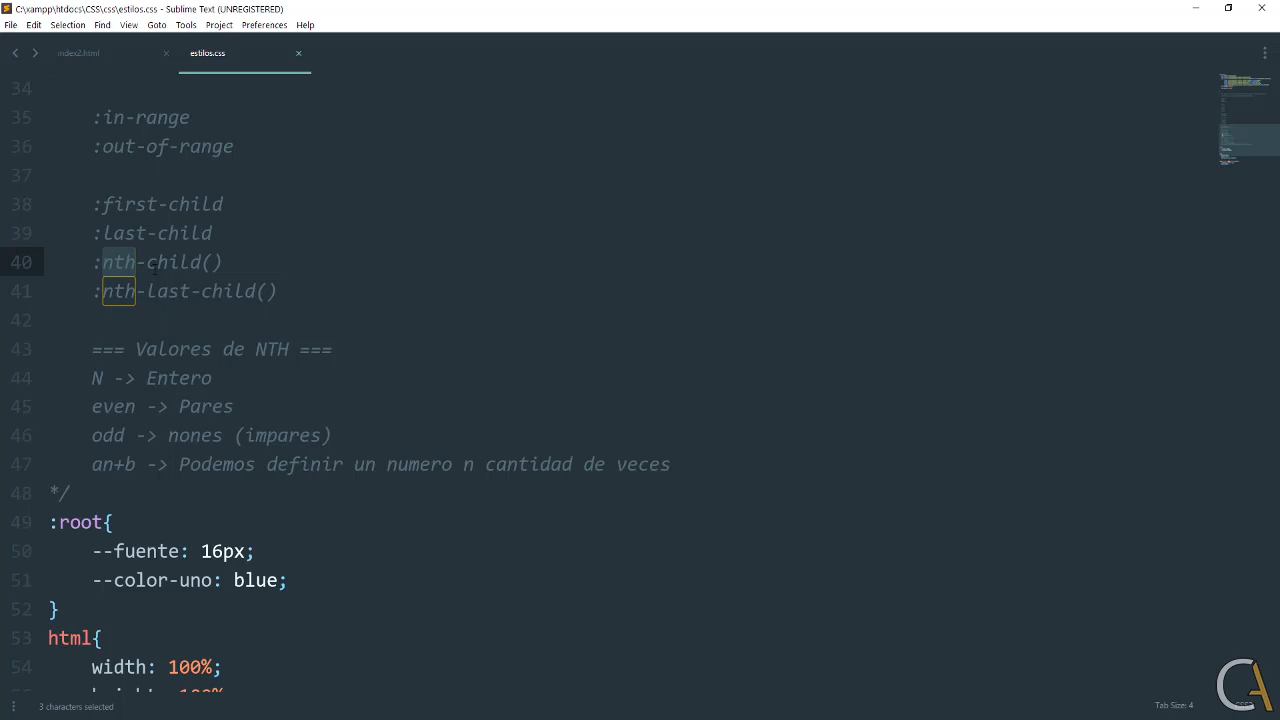 C:\xampp\htdocs\CSS\css\estilos.css - Sublime Text (UNREGISTERED)
File Edit Selection Find View Goto Tools Project Preferences Help
index2.html
estilos.css
34
35 :in-range
36 :out-of-range
37
38 :first-child
39 :last-child
40 :nth-child()
41 :nth-last-child()
42
43 === Valores de NTH ===
44 N -> Entero
45 even -> Pares
46 odd -> nones (impares)
47 an+b -> Podemos definir un numero n cantidad de veces
48 */
49 :root{
50 --fuente: 16px;
51 --color-uno: blue;
52 }
53 html{
54 width: 100%;
3 characters selected
Tab Size: 4
CA